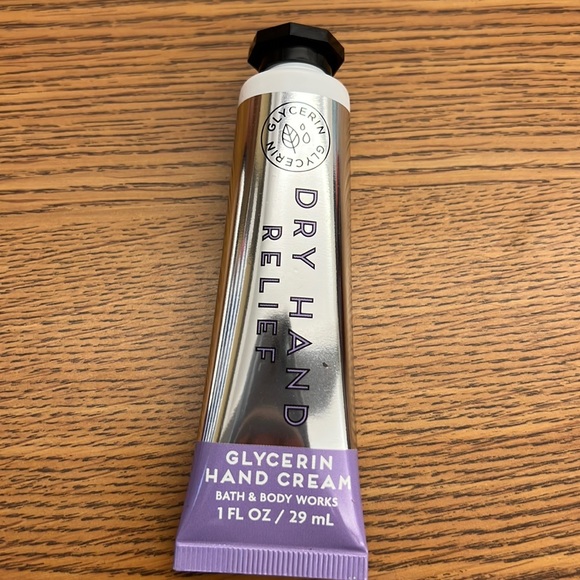 GLYCERIN GLYCERIN
DRY HAND
RELIEF
GLYCERIN
HAND CREAM
BATH & BODY WORKS
1 FL OZ / 29 mL